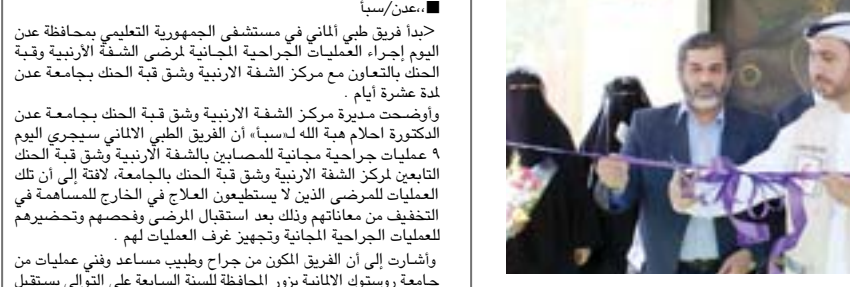 ■،،عدن/سبأ
<بدأ فريق طبي ألماني في مستشفى الجمهورية التعليمي بمحافظة عدن
اليوم إجراء العمليات الجراحية المجانية لمرضى الشفة الأرنبية وقبة
الحنك بالتعاون مع مركز الشفة الارنبية وشق قبة الحنك بجامعة عدن
لمدة عشرة أيام .
وأوضحت مديرة مركز الشفة الارنبية وشق قبة الحنك بجامعة عدن
الدكتورة احلام هبة الله لـ«سبأ» أن الفريق الطبي الالماني سيجري اليوم
٩ عمليات جراحية مجانية للمصابين بالشفة الأرنبية وشق قبة الحنك
التابعين لمركز الشفة الارنبية وشق قبة الحنك بالجامعة، لافتة إلى أن تلك
العمليات للمرضى الذين لا يستطيعون العلاج في الخارج للمساهمة في
التخفيف من معاناتهم وذلك بعد استقبال المرضى وفحصهم وتحضيرهم
للعمليات الجراحية المجانية وتجهيز غرف العمليات لهم .
وأشارت إلى أن الفريق المكون من جراح وطبيب مساعد وفني عمليات من
جامعة روستوك الالمانية يزور المحافظة للسنة السابعة على التوالي يستقبل